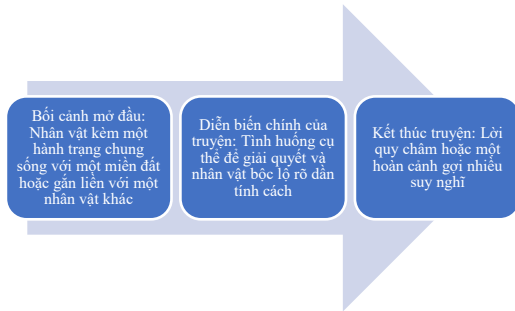 Bối cảnh mở đầu:
Nhân vật kèm một
hành trạng chung
sống với một miền đất
hoặc gắn liền với một
nhân vật khác
Diễn biến chính của
truyện: Tình huống cụ
thể để giải quyết và
nhân vật bộc lộ rõ dần
tính cách
Kết thúc truyện: Lời
quy châm hoặc một
hoàn cảnh gợi nhiều
suy nghĩ